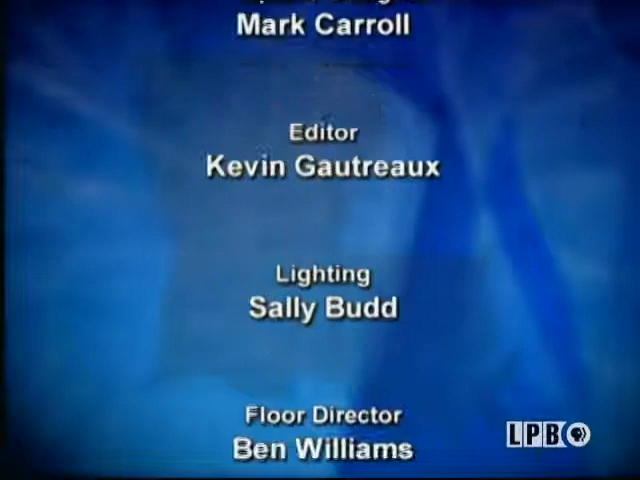 Mark Carroll
Editor
Kevin Gautreaux
Lighting
Sally Budd
Floor Director
Ben Williams
LPB